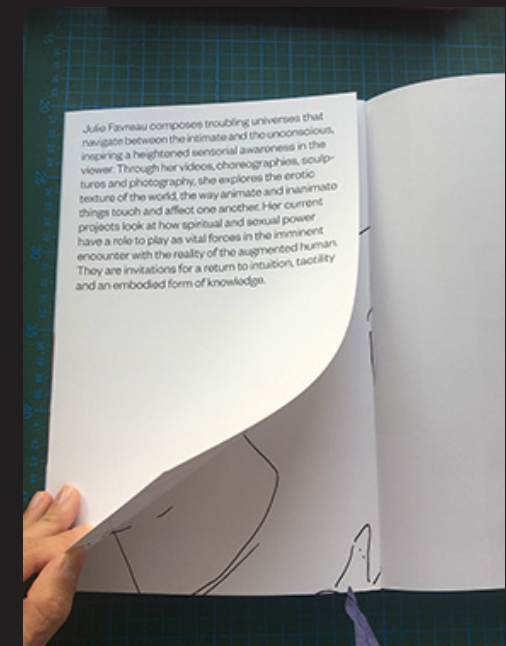 Julie Favreau composes troubling universes that
navigate between the intimate and the unconscious,
inspiring a heightened sensorial awareness in the
viewer. Through her videos, choreographies, sculp-
tures and photography, she explores the erotic
texture of the world, the way animate and inanimate
things touch and affect one another. Her current
projects look at how spiritual and sexual power
have a role to play as vital forces in the imminent
encounter with the reality of the augmented human.
They are invitations for a return to intuition, tactility
and an embodied form of knowledge.